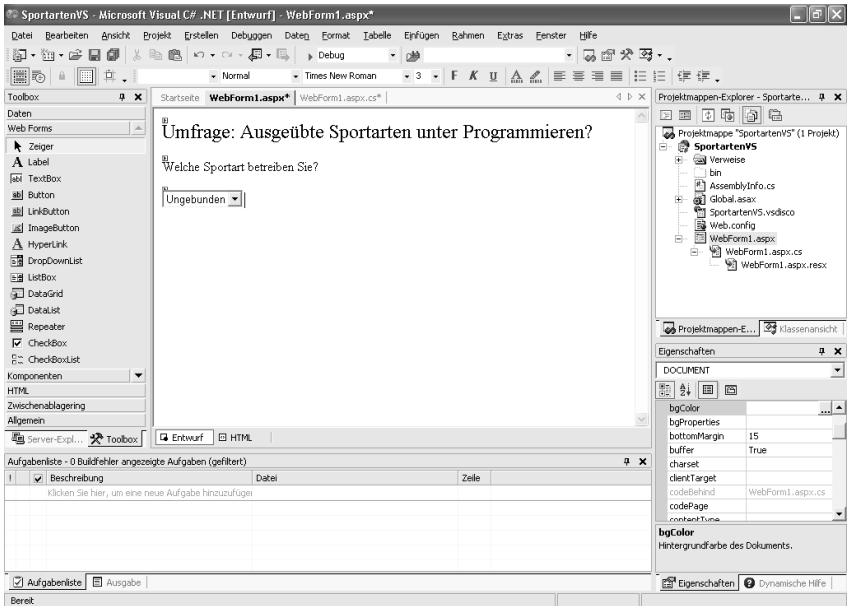 SportartenVS - Microsoft Visual C# .NET [Entwurf] - WebForm1.aspx*
Datei Bearbeiten Ansicht Projekt Erstellen Debuggen Daten Format Tabelle Einfügen Rahmen Extras Fenster Hilfe
Debug
Normal Times New Roman 3 F K U
Toolbox
Daten
Web Forms
Zeiger
Label
TextBox
Button
LinkButton
ImageButton
HyperLink
DropDownList
ListBox
DataGrid
DataList
Repeater
CheckBox
CheckBoxList
Komponenten
HTML
Zwischenablagering
Allgemein
Server-Expl... Toolbox
Startseite WebForm1.aspx* WebForm1.aspx.cs*
Umfrage: Ausgeübte Sportarten unter Programmieren?
Welche Sportart betreiben Sie?
Ungebunden
Entwurf HTML
Projektmappen-Explorer - Sportarte...
Projektmappe "SportartenVS" (1 Projekt)
SportartenVS
Verweise
bin
AssemblyInfo.cs
Global.asax
SportartenVS.vsdisco
Web.config
WebForm1.aspx
WebForm1.aspx.cs
WebForm1.aspx.resx
Projektmappen-E... Klassenansicht
Eigenschaften
DOCUMENT
bgColor ...
bgProperties
bottomMargin 15
buffer True
charset
clientTarget
codeBehind WebForm1.aspx.cs
codePage
contentType
bgColor
Hintergrundfarbe des Dokuments.
Eigenschaften Dynamische Hilfe
Aufgabenliste - 0 Buildfehler angezeigte Aufgaben (gefiltert)
! Beschreibung Datei Zeile
Klicken Sie hier, um eine neue Aufgabe hinzuzufügen
Aufgabenliste Ausgabe
Bereit